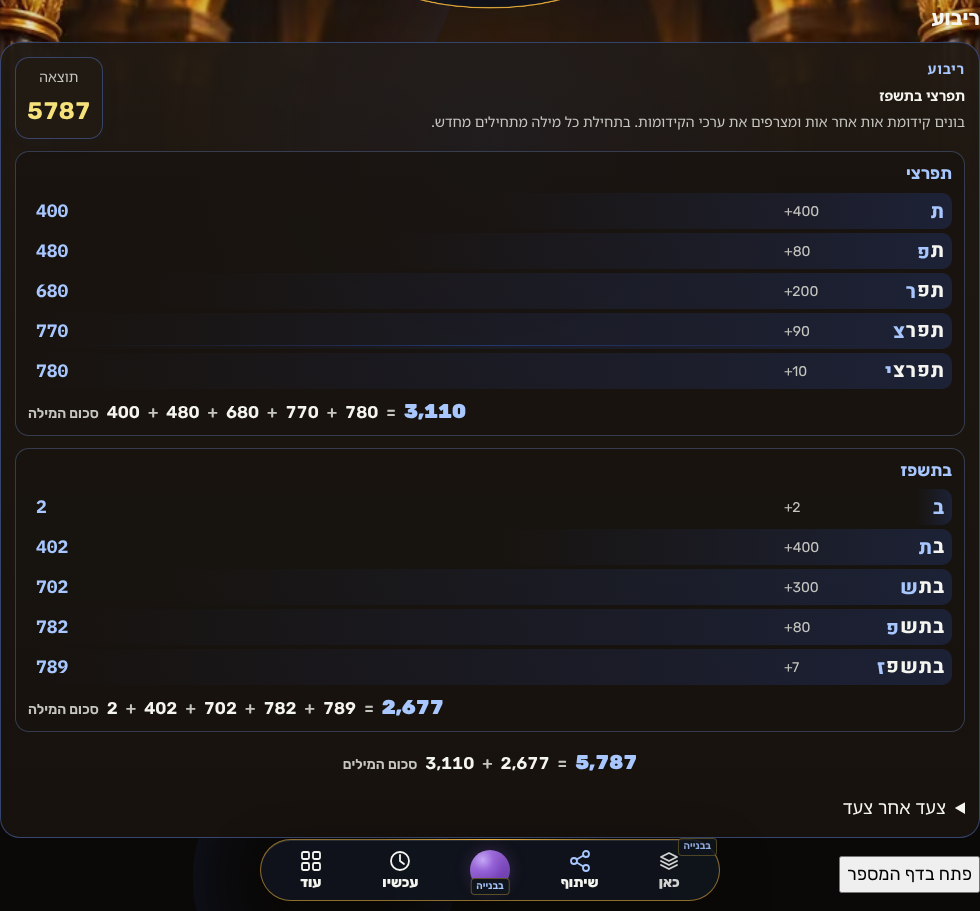 ריבוע
ריבוע
תפרצי בתשפז
בונים קידומת אות אחר אות ומצרפים את ערכי הקידומות. בתחילת כל מילה מתחילים מחדש.
תוצאה
5787
תפרצי
ת +400 400
תפ +80 480
תפר +200 680
תפרצ +90 770
תפרצי +10 780
סכום המילה 400 + 480 + 680 + 770 + 780 = 3,110
בתשפז
ב +2 2
בת +400 402
בתש +300 702
בתשפ +80 782
בתשפז +7 789
סכום המילה 2 + 402 + 702 + 782 + 789 = 2,677
סכום המילים 3,110 + 2,677 = 5,787
צעד אחר צעד
פתח בדף המספר
בבנייה
כאן
שיתוף
בבנייה
עכשיו
עוד